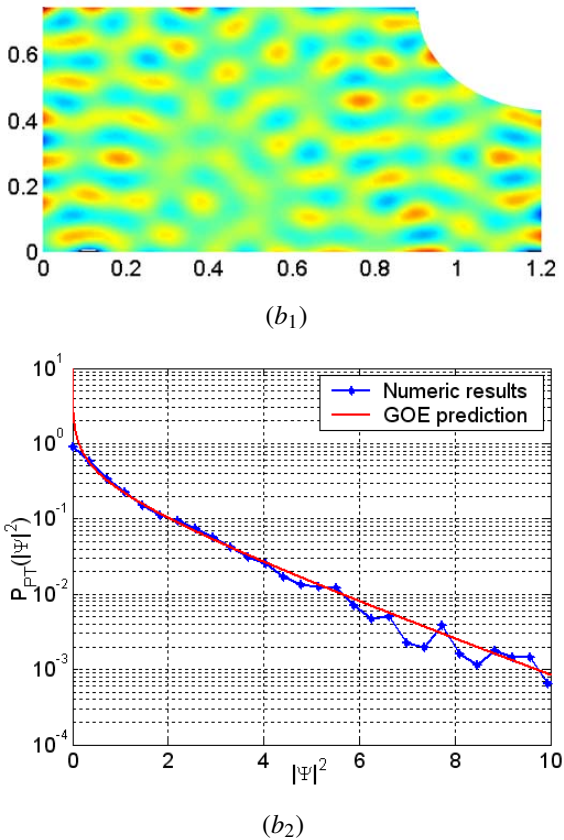 0.6
0.4
0.2
0
0 0.2 0.4 0.6 0.8 1 1.2
(b1)
10^1
10^0
10^-1
10^-2
10^-3
10^-4
P_PT(|Ψ|^2)
Numeric results
GOE prediction
0 2 4 6 8 10
|Ψ|^2
(b2)